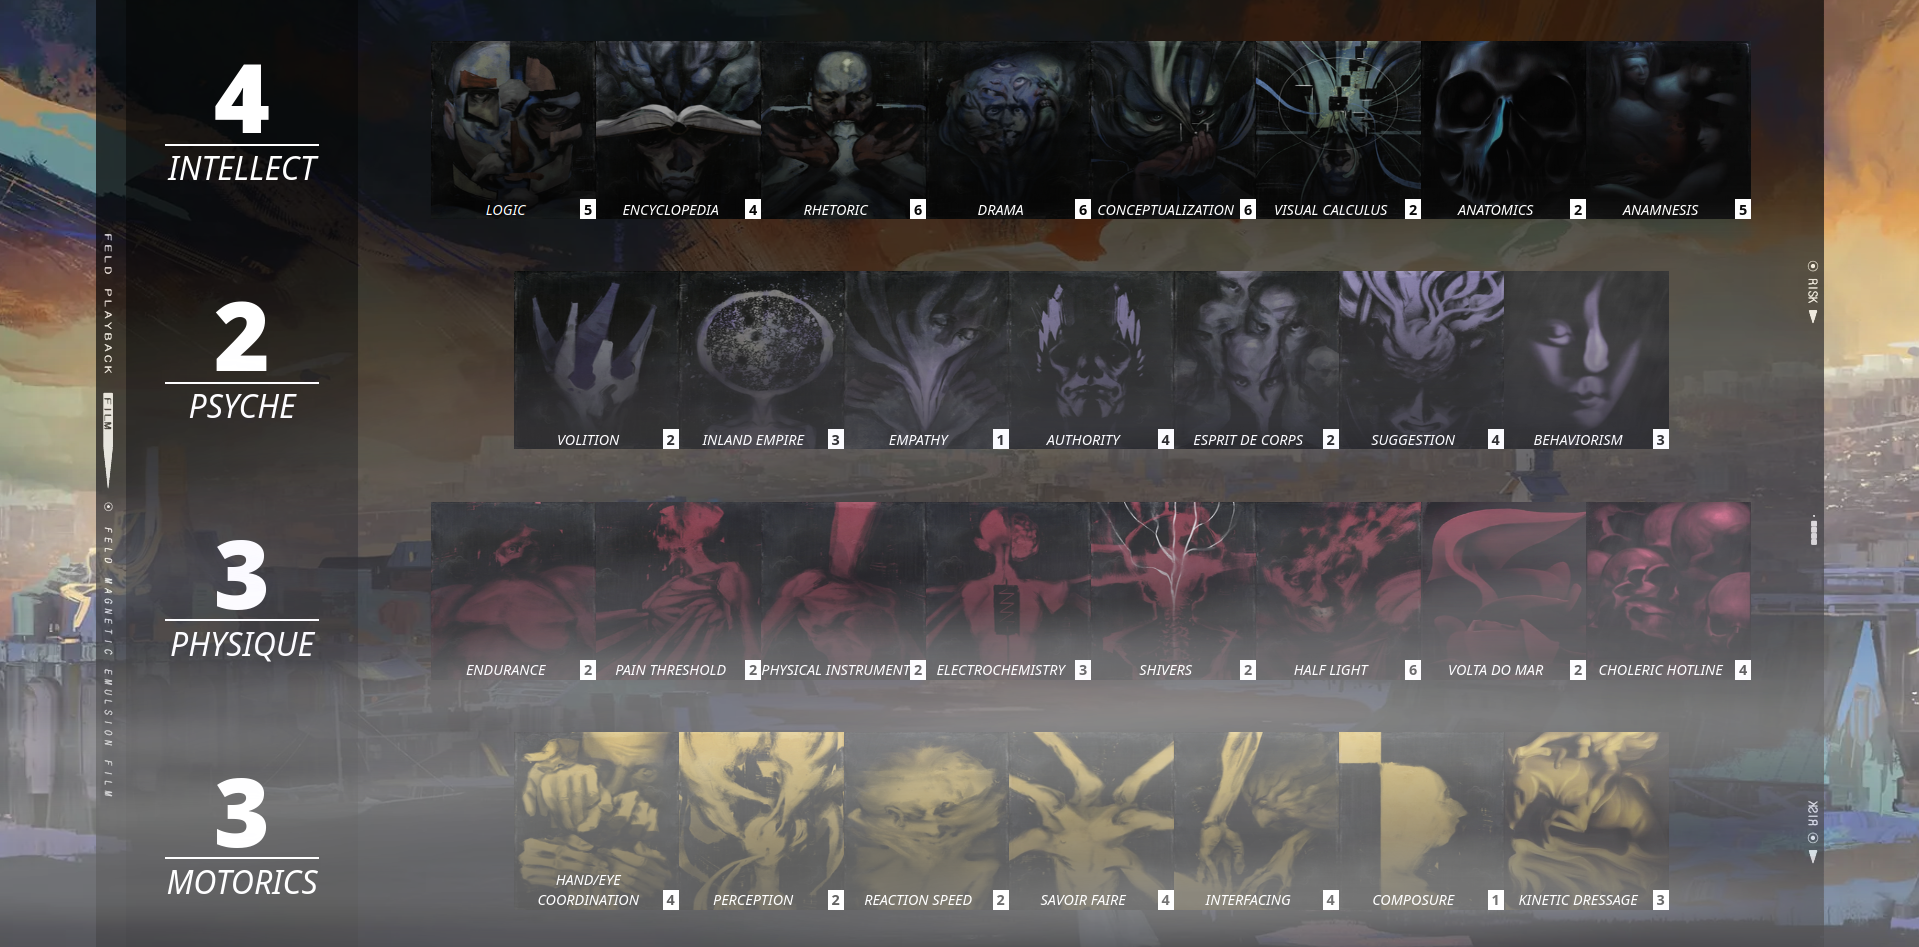 4
INTELLECT
LOGIC 5
ENCYCLOPEDIA 4
RHETORIC 6
DRAMA 6
CONCEPTUALIZATION 6
VISUAL CALCULUS 2
ANATOMICS 2
ANAMNESIS 5
2
PSYCHE
VOLITION 2
INLAND EMPIRE 3
EMPATHY 1
AUTHORITY 4
ESPRIT DE CORPS 2
SUGGESTION 4
BEHAVIORISM 3
3
PHYSIQUE
ENDURANCE 2
PAIN THRESHOLD 2
PHYSICAL INSTRUMENT 2
ELECTROCHEMISTRY 3
SHIVERS 2
HALF LIGHT 6
VOLTA DO MAR 2
CHOLERIC HOTLINE 4
3
MOTORICS
HAND/EYE
COORDINATION 4
PERCEPTION 2
REACTION SPEED 2
SAVOIR FAIRE 4
INTERFACING 4
COMPOSURE 1
KINETIC DRESSAGE 3
FELD PLAYBACK FILM
FELD MAGNETIC EMULSION FILM
RISK
RISK